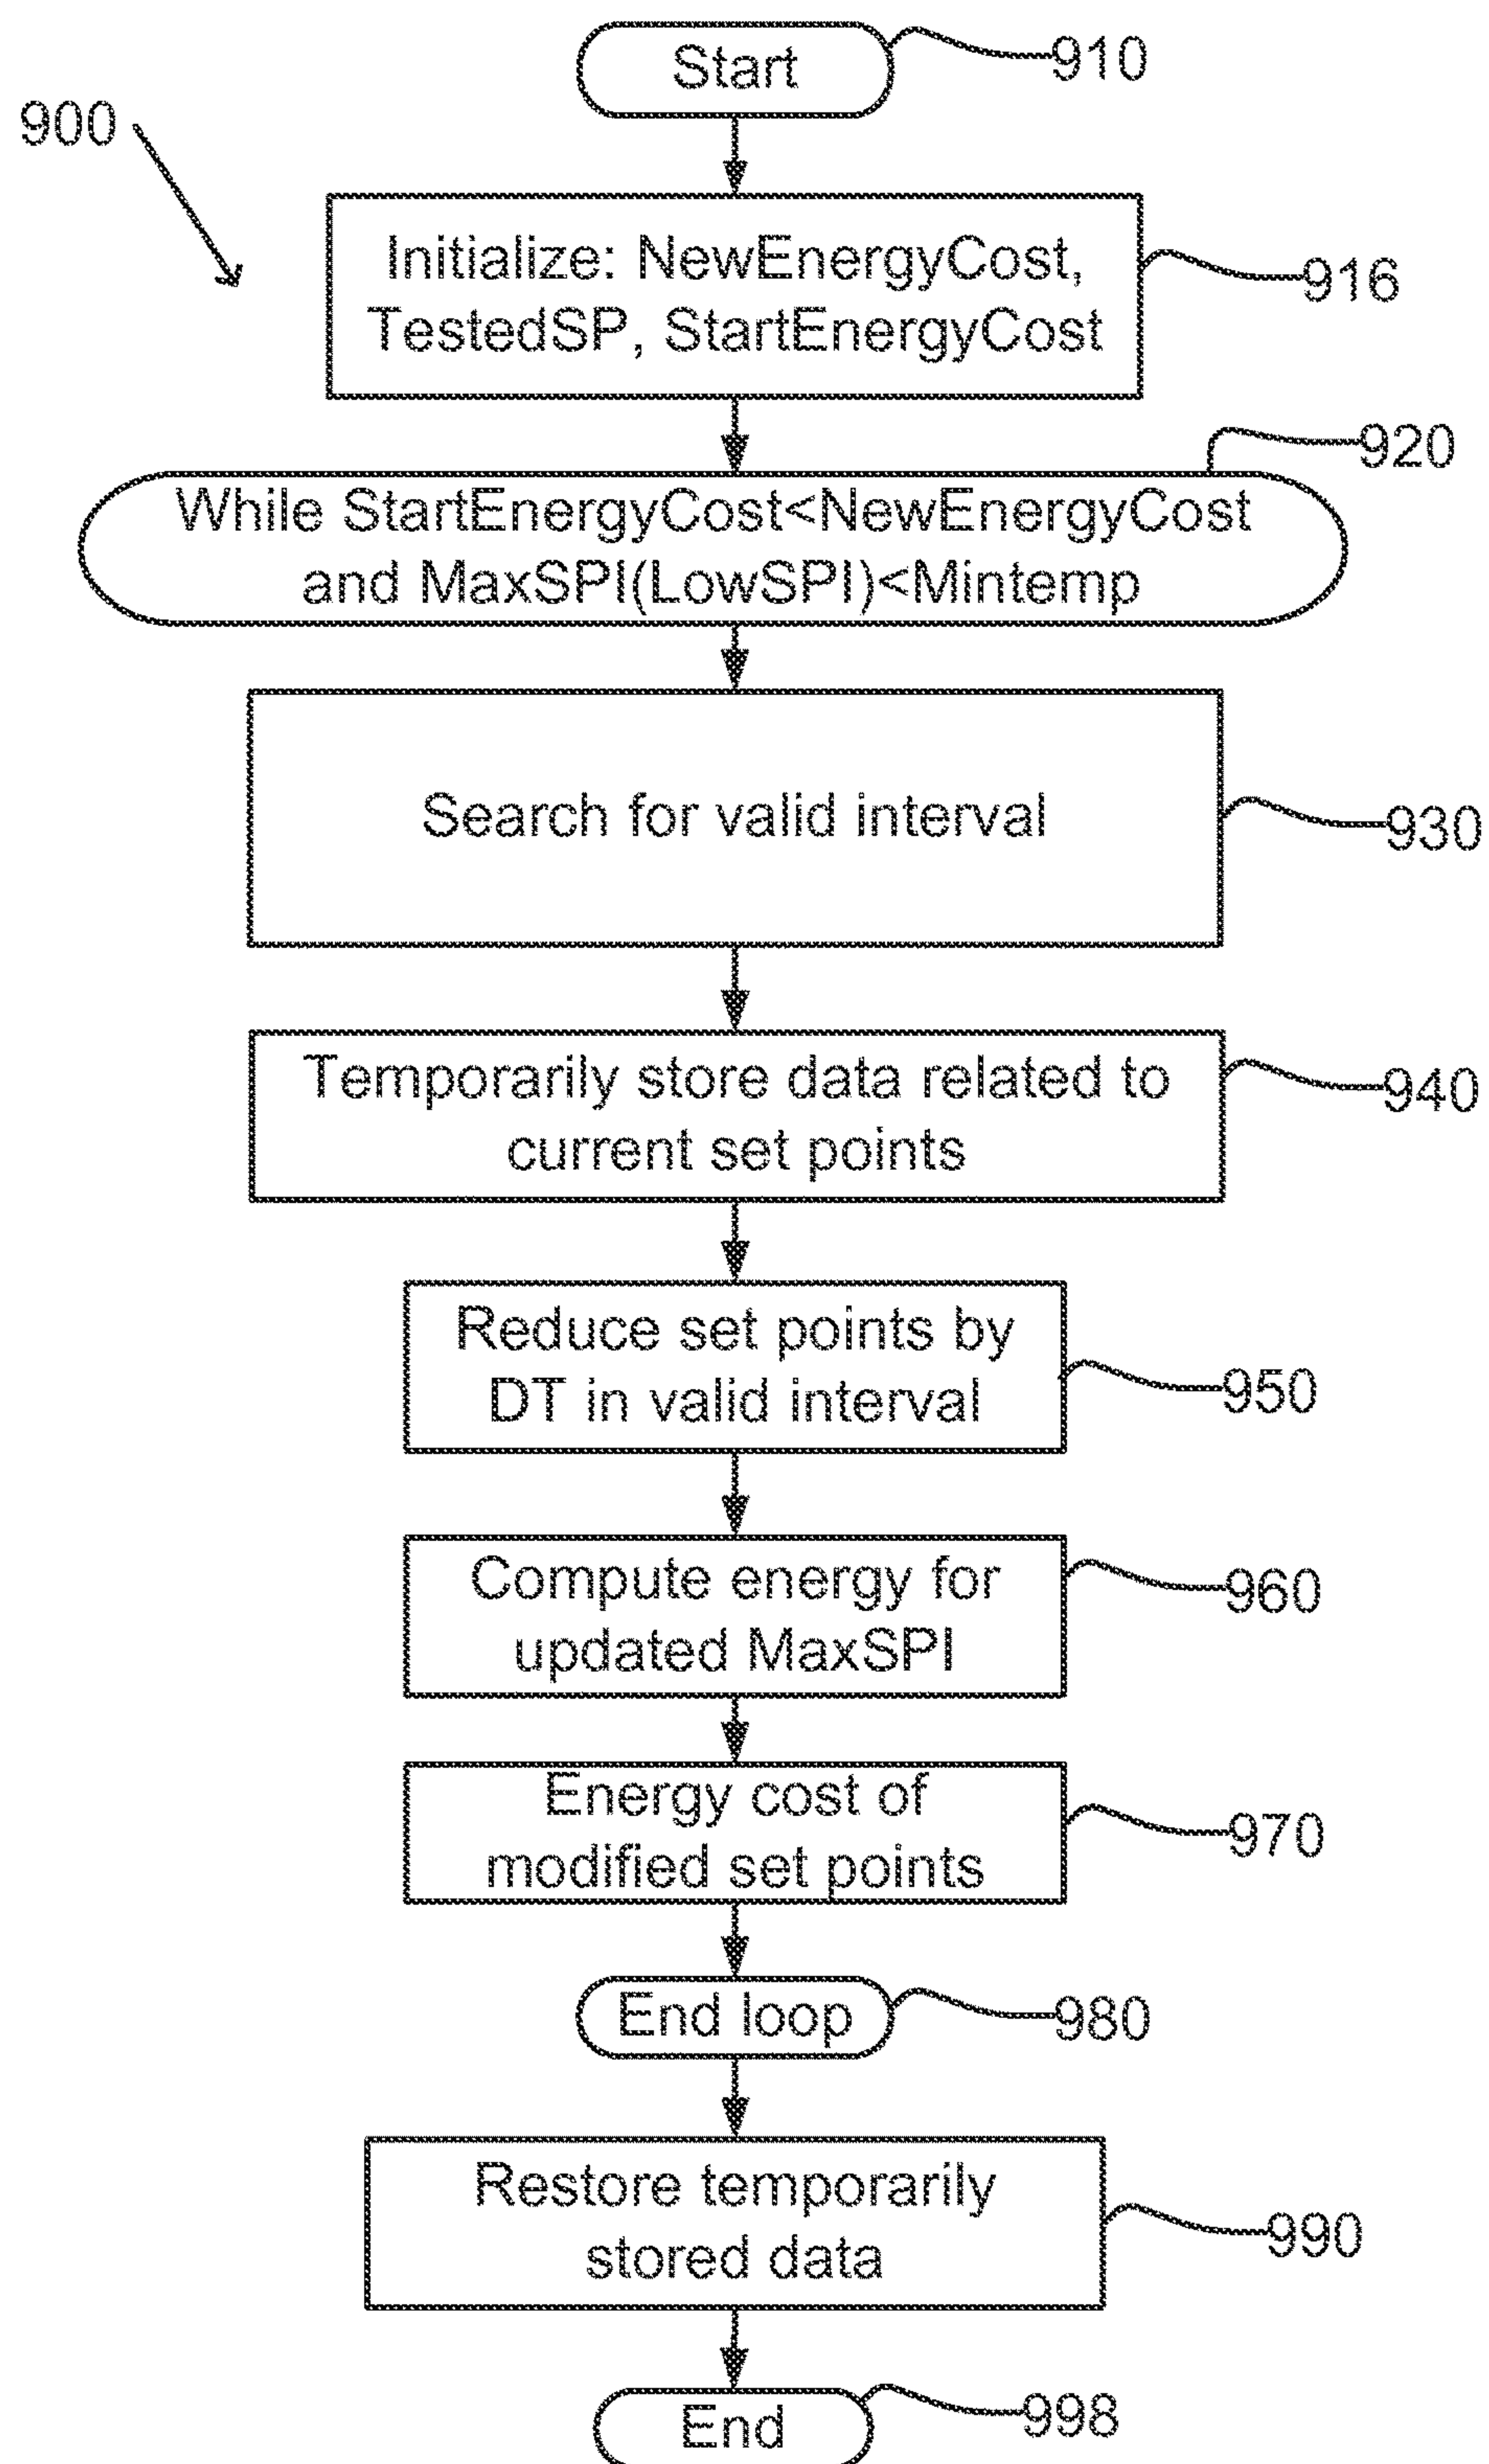 Start
910
900
Initialize: NewEnergyCost,
TestedSP, StartEnergyCost
916
920
While StartEnergyCost<NewEnergyCost
and MaxSPI(LowSPI)<Mintemp
Search for valid interval
930
Temporarily store data related to
current set points
940
Reduce set points by
DT in valid interval
950
Compute energy for
updated MaxSPI
960
Energy cost of
modified set points
970
End loop
980
Restore temporarily
stored data
990
End
998